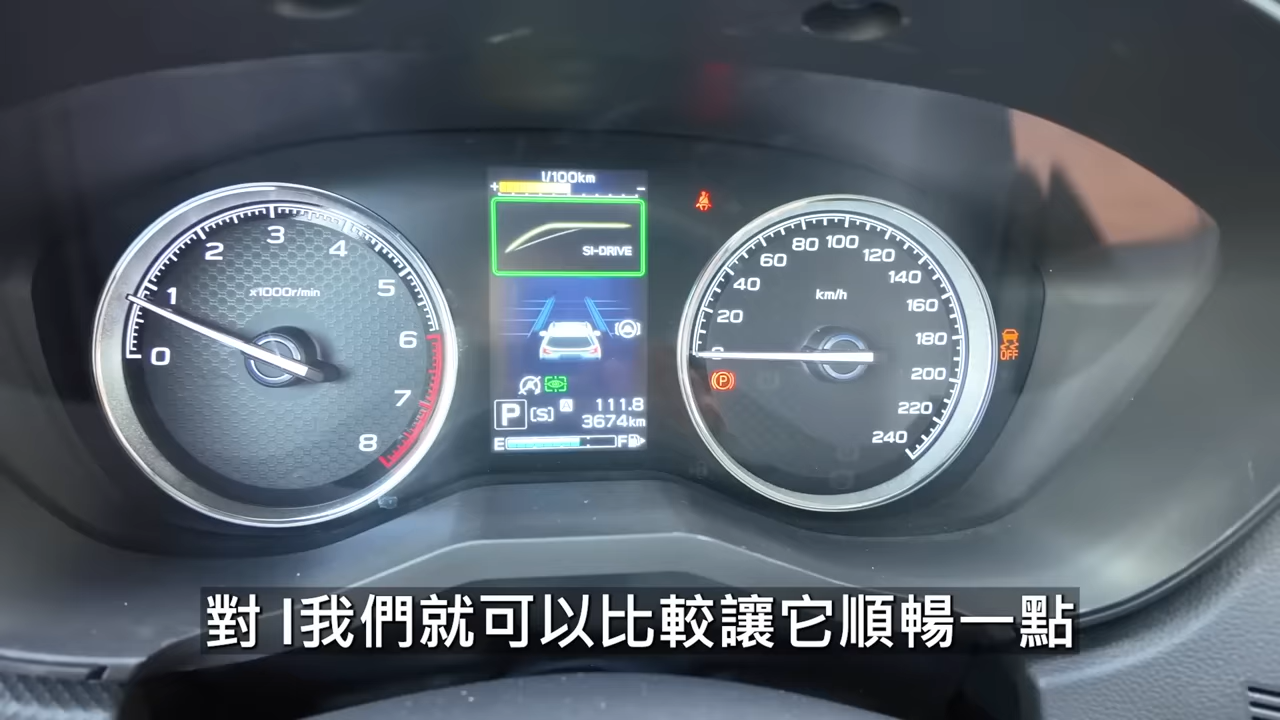 l/100km
+ −
SI-DRIVE
x1000r/min
0 1 2 3 4 5 6 7 8
km/h
0 20 40 60 80 100 120 140 160 180 200 220 240
P
OFF
P [S] A 111.8
3674km
E F
對 I我們就可以比較讓它順暢一點